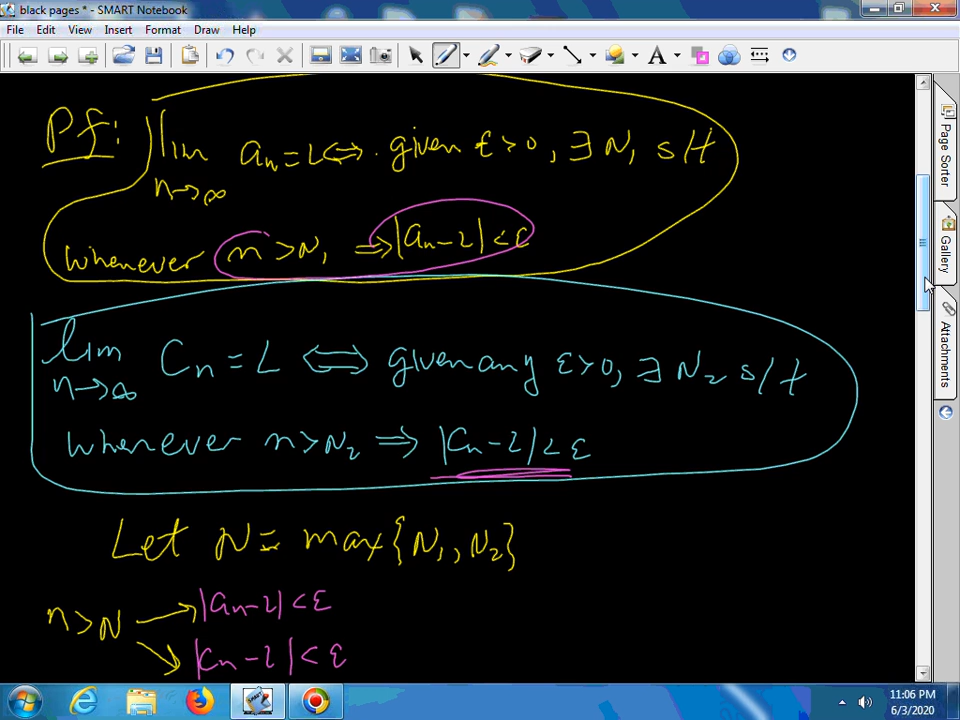 black pages * - SMART Notebook
File Edit View Insert Format Draw Help
Pf: lim n→∞ an = L ⇔ . given ε > 0, ∃ N1 s/t
whenever n > N1 ⇒ |an - L| < ε
lim n→∞ Cn = L ⇔ given any ε > 0, ∃ N2 s/t
whenever n > N2 ⇒ |Cn - L| < ε
Let N = max{N1, N2}
n > N → |an - L| < ε
→ |Cn - L| < ε
Page Sorter
Gallery
Attachments
11:06 PM
6/3/2020